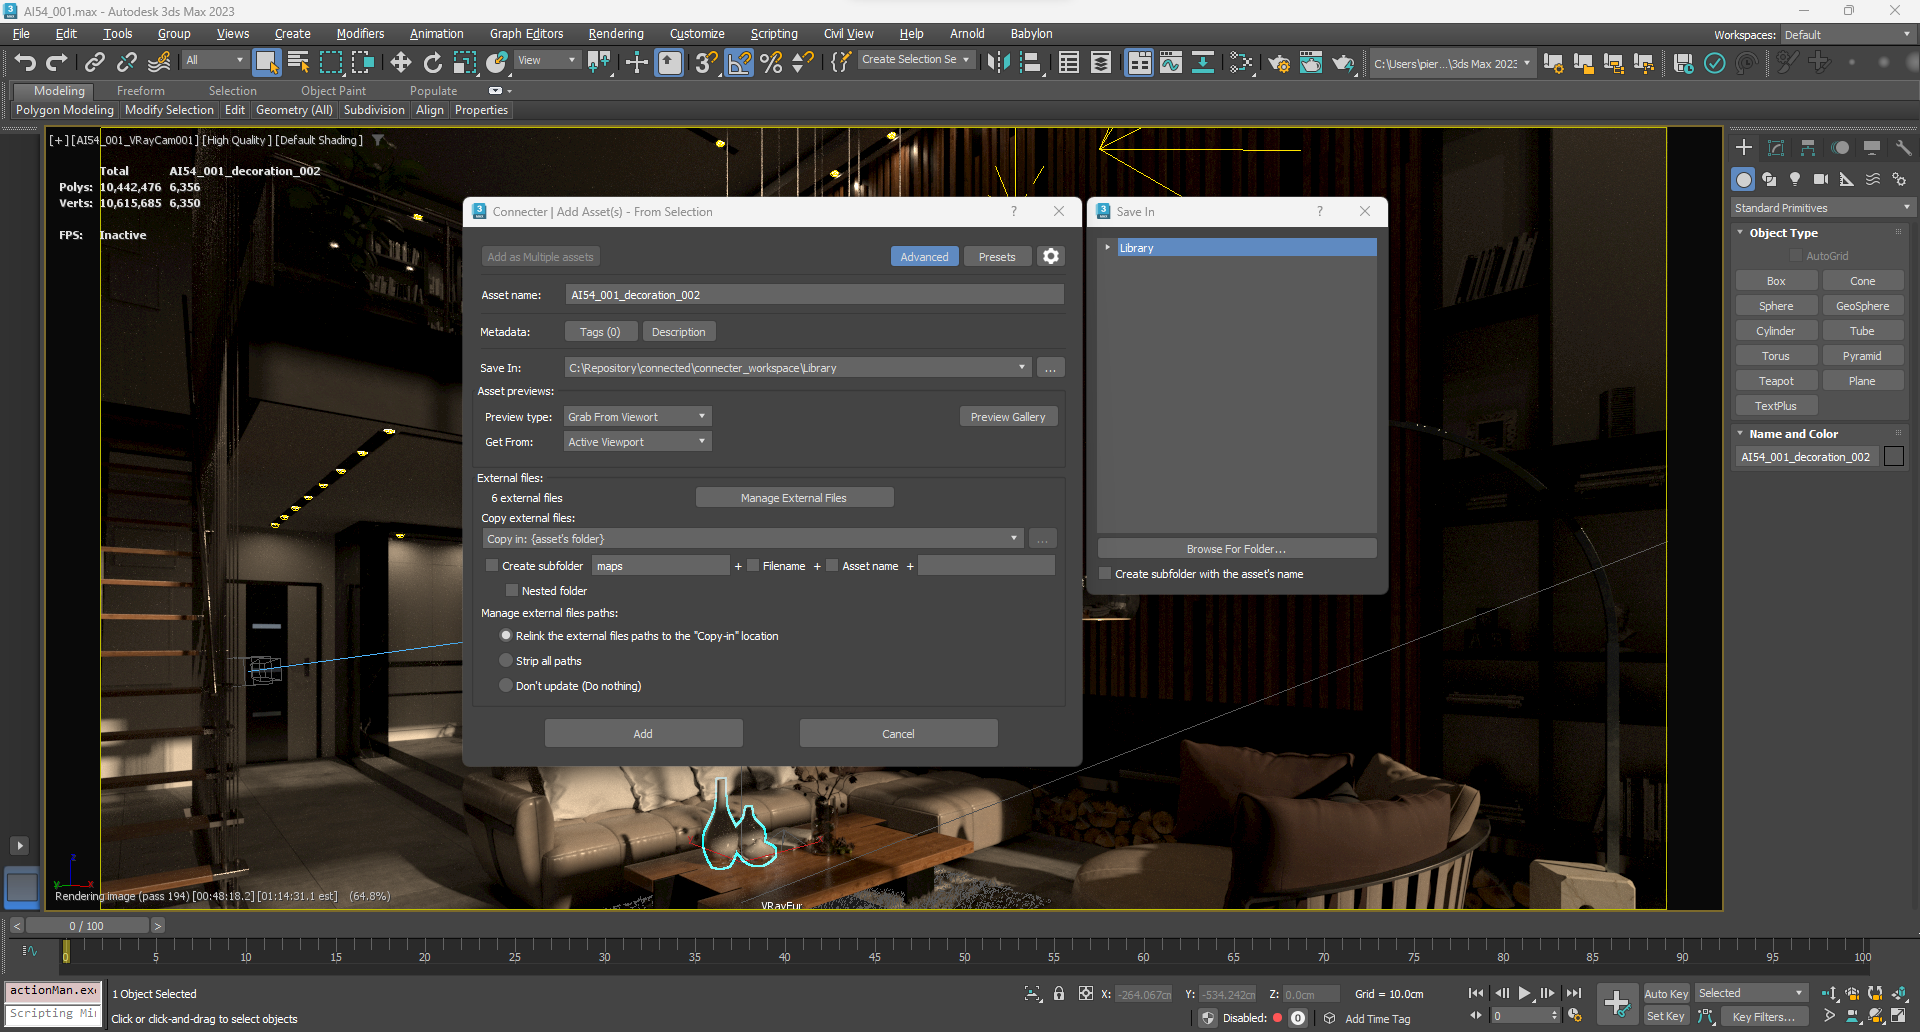 AI54_001.max - Autodesk 3ds Max 2023
File Edit Tools Group Views Create Modifiers Animation Graph Editors Rendering Customize Scripting Civil View Help Arnold Babylon
Workspaces: Default
All
View
Create Selection Se
C:\Users\pier...\3ds Max 2023
Modeling Freeform Selection Object Paint Populate
Polygon Modeling Modify Selection Edit Geometry (All) Subdivision Align Properties
[+] [AI54_001_VRayCam001] [High Quality] [Default Shading]
Total AI54_001_decoration_002
Polys: 10,442,476 6,356
Verts: 10,615,685 6,350
FPS: Inactive
Connecter | Add Asset(s) - From Selection ?
Add as Multiple assets Advanced Presets
Asset name: AI54_001_decoration_002
Metadata: Tags (0) Description
Save In: C:\Repository\connected\connecter_workspace\Library ...
Asset previews:
Preview type: Grab From Viewort Preview Gallery
Get From: Active Viewport
External files:
6 external files Manage External Files
Copy external files:
Copy in: {asset's folder} ...
Create subfolder maps + Filename + Asset name +
Nested folder
Manage external files paths:
Relink the external files paths to the "Copy-in" location
Strip all paths
Don't update (Do nothing)
Add Cancel
Save In ?
Library
Browse For Folder...
Create subfolder with the asset's name
Standard Primitives
Object Type
AutoGrid
Box Cone
Sphere GeoSphere
Cylinder Tube
Torus Pyramid
Teapot Plane
TextPlus
Name and Color
AI54_001_decoration_002
z
y x
Rendering image (pass 194) [00:48:18.2] [01:14:31.1 est] (64.8%)
VRayFur
< 0 / 100 >
0 5 10 15 20 25 30 35 40 45 50 55 60 65 70 75 80 85 90 95 100
actionMan.exe
Scripting Mi
1 Object Selected
Click or click-and-drag to select objects
X: -264.067cm Y: -534.242cm Z: 0.0cm Grid = 10.0cm
Disabled: 0 Add Time Tag
0
Auto Key Selected
Set Key Key Filters...